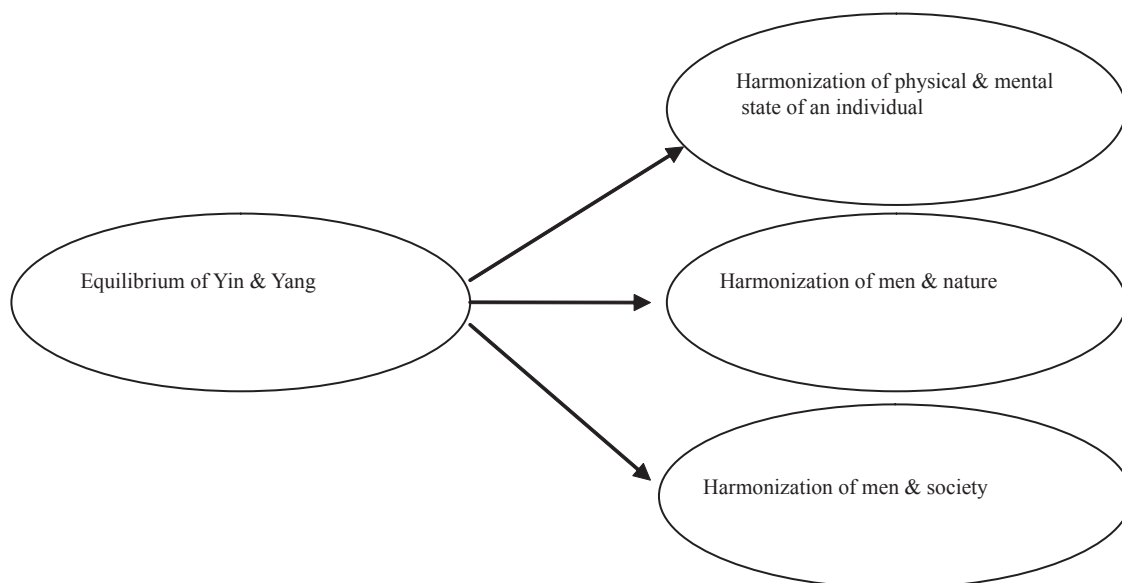 Harmonization of physical & mental
state of an individual
Equilibrium of Yin & Yang
Harmonization of men & nature
Harmonization of men & society